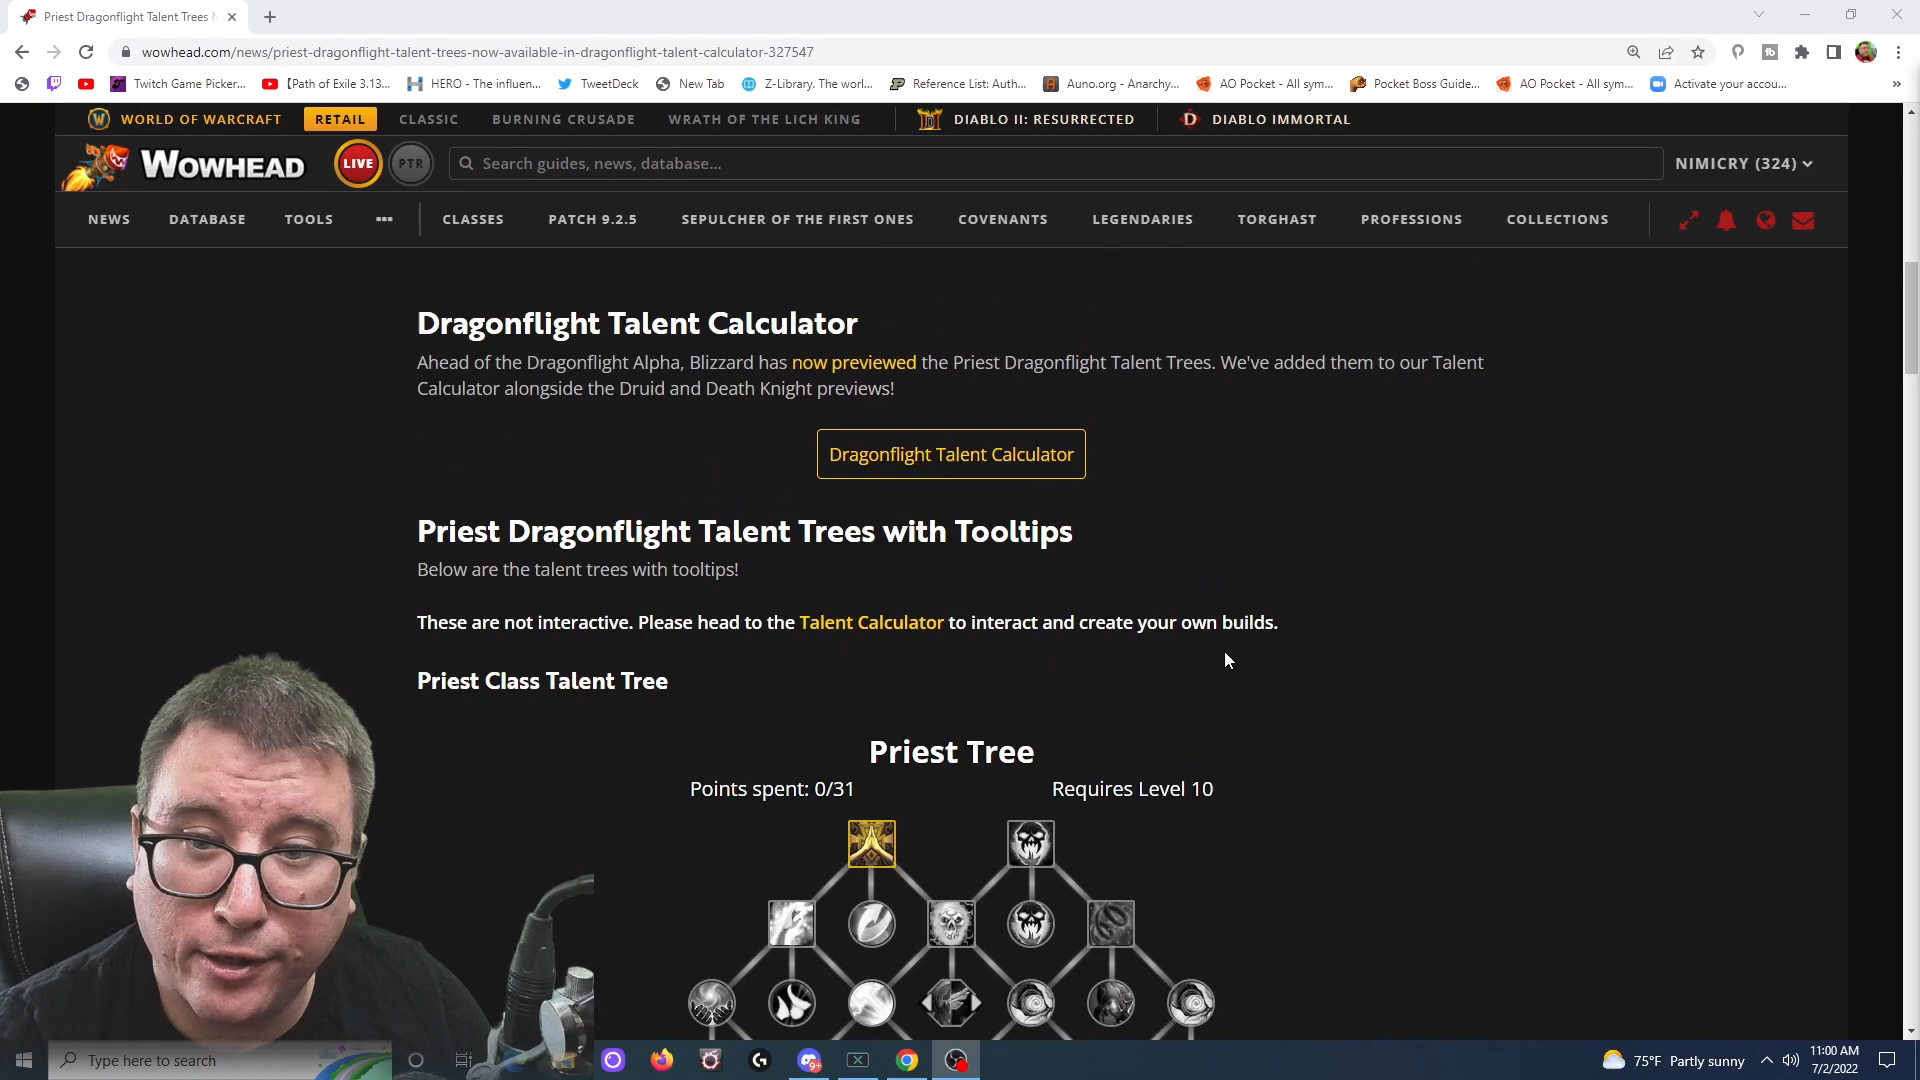 Priest Dragonflight Talent Trees N
wowhead.com/news/priest-dragonflight-talent-trees-now-available-in-dragonflight-talent-calculator-327547
Twitch Game Picker... [Path of Exile 3.13... HERO - The influen... TweetDeck New Tab Z-Library. The worl... Reference List: Auth... Auno.org - Anarchy... AO Pocket - All sym... Pocket Boss Guide... AO Pocket - All sym... Activate your accou... »
WORLD OF WARCRAFT RETAIL CLASSIC BURNING CRUSADE WRATH OF THE LICH KING DIABLO II: RESURRECTED DIABLO IMMORTAL
WOWHEAD LIVE PTR Search guides, news, database... NIMICRY (324)
NEWS DATABASE TOOLS ••• CLASSES PATCH 9.2.5 SEPULCHER OF THE FIRST ONES COVENANTS LEGENDARIES TORGHAST PROFESSIONS COLLECTIONS
Dragonflight Talent Calculator
Ahead of the Dragonflight Alpha, Blizzard has now previewed the Priest Dragonflight Talent Trees. We've added them to our Talent
Calculator alongside the Druid and Death Knight previews!
Dragonflight Talent Calculator
Priest Dragonflight Talent Trees with Tooltips
Below are the talent trees with tooltips!
These are not interactive. Please head to the Talent Calculator to interact and create your own builds.
Priest Class Talent Tree
Priest Tree
Points spent: 0/31 Requires Level 10
Type here to search 9+ 75°F Partly sunny 11:00 AM
7/2/2022